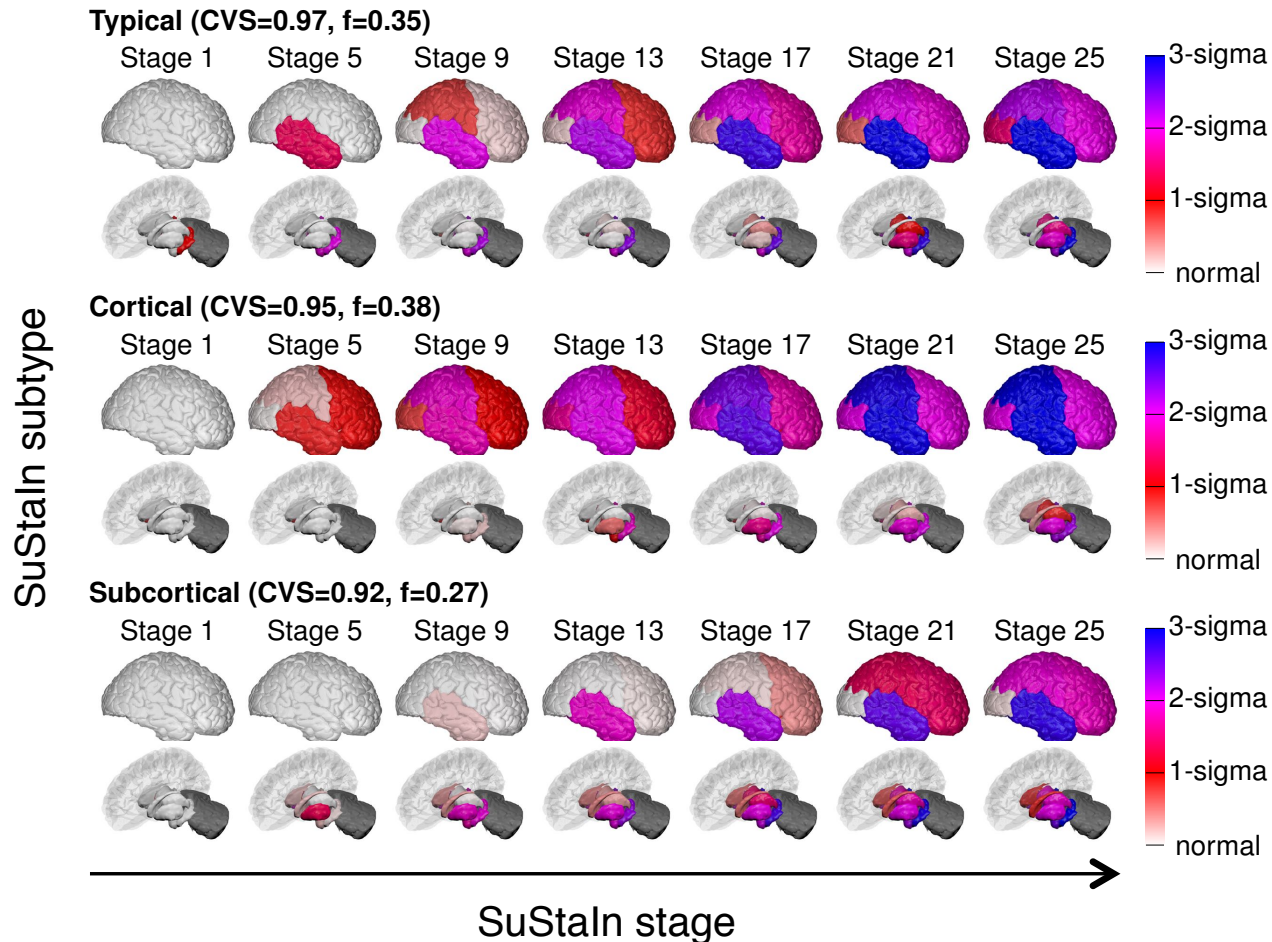 Typical (CVS=0.97, f=0.35)
Stage 1 Stage 5 Stage 9 Stage 13 Stage 17 Stage 21 Stage 25
3-sigma
2-sigma
1-sigma
normal
Cortical (CVS=0.95, f=0.38)
Stage 1 Stage 5 Stage 9 Stage 13 Stage 17 Stage 21 Stage 25
3-sigma
2-sigma
1-sigma
normal
Subcortical (CVS=0.92, f=0.27)
Stage 1 Stage 5 Stage 9 Stage 13 Stage 17 Stage 21 Stage 25
3-sigma
2-sigma
1-sigma
normal
SuStaIn subtype
SuStaIn stage